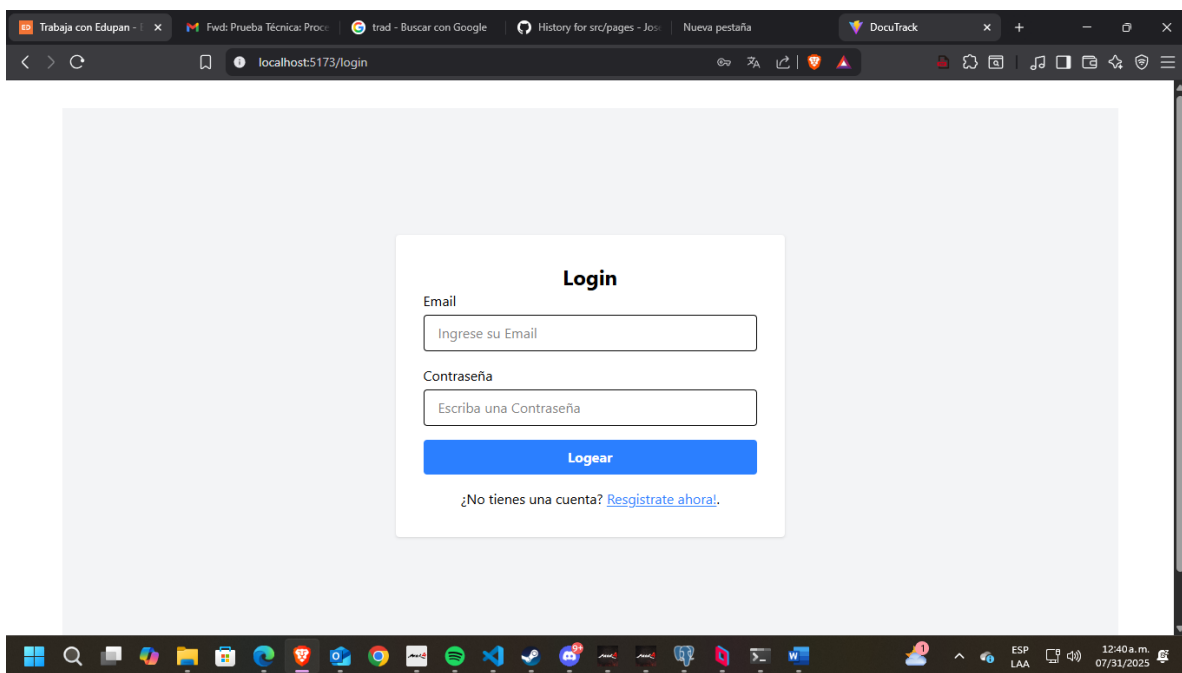 Trabaja con Edupan - E
Fwd: Prueba Técnica: Proce
trad - Buscar con Google
History for src/pages - Jose
Nueva pestaña
DocuTrack
localhost:5173/login
Login
Email
Ingrese su Email
Contraseña
Escriba una Contraseña
Logear
¿No tienes una cuenta? Resgistrate ahora!.
ESP
LAA
12:40 a.m.
07/31/2025